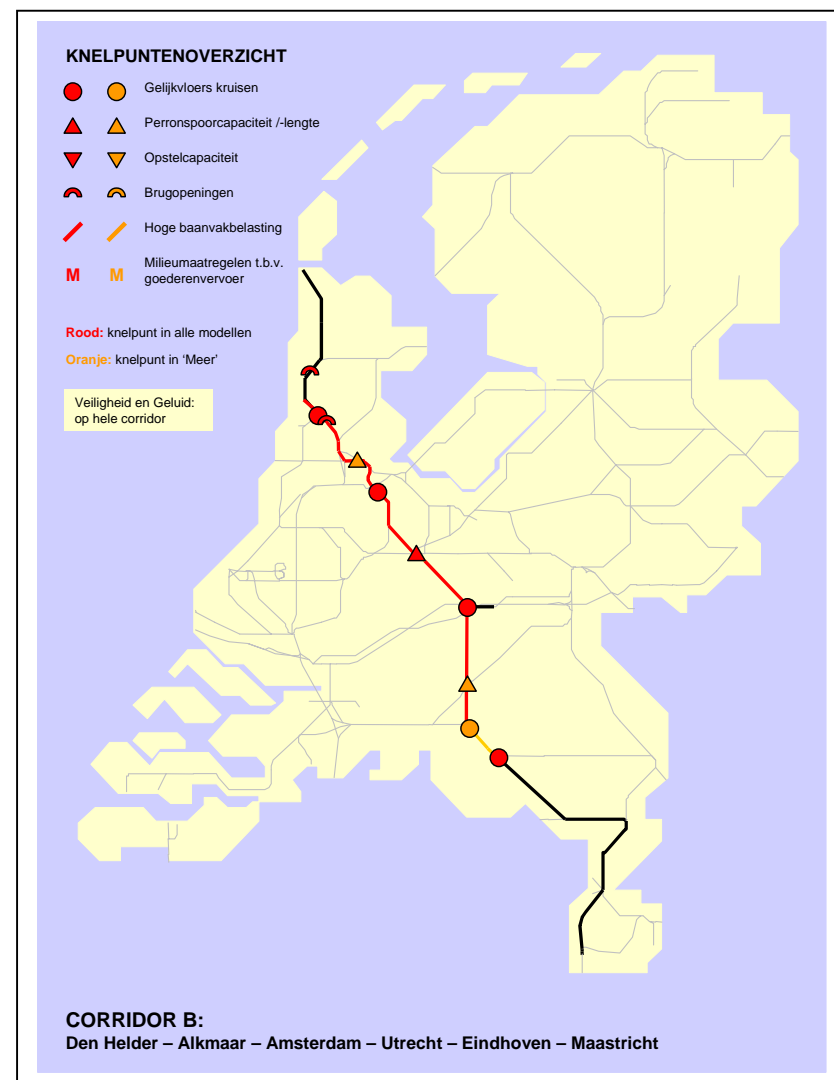 KNELPUNTENOVERZICHT
Gelijkvloers kruisen
Perronspoorcapaciteit /-lengte
Opstelcapaciteit
Brugopeningen
Hoge baanvakbelasting
M M Milieumaatregelen t.b.v.
goederenvervoer
Rood: knelpunt in alle modellen
Oranje: knelpunt in ‘Meer’
Veiligheid en Geluid:
op hele corridor
CORRIDOR B:
Den Helder – Alkmaar – Amsterdam – Utrecht – Eindhoven – Maastricht